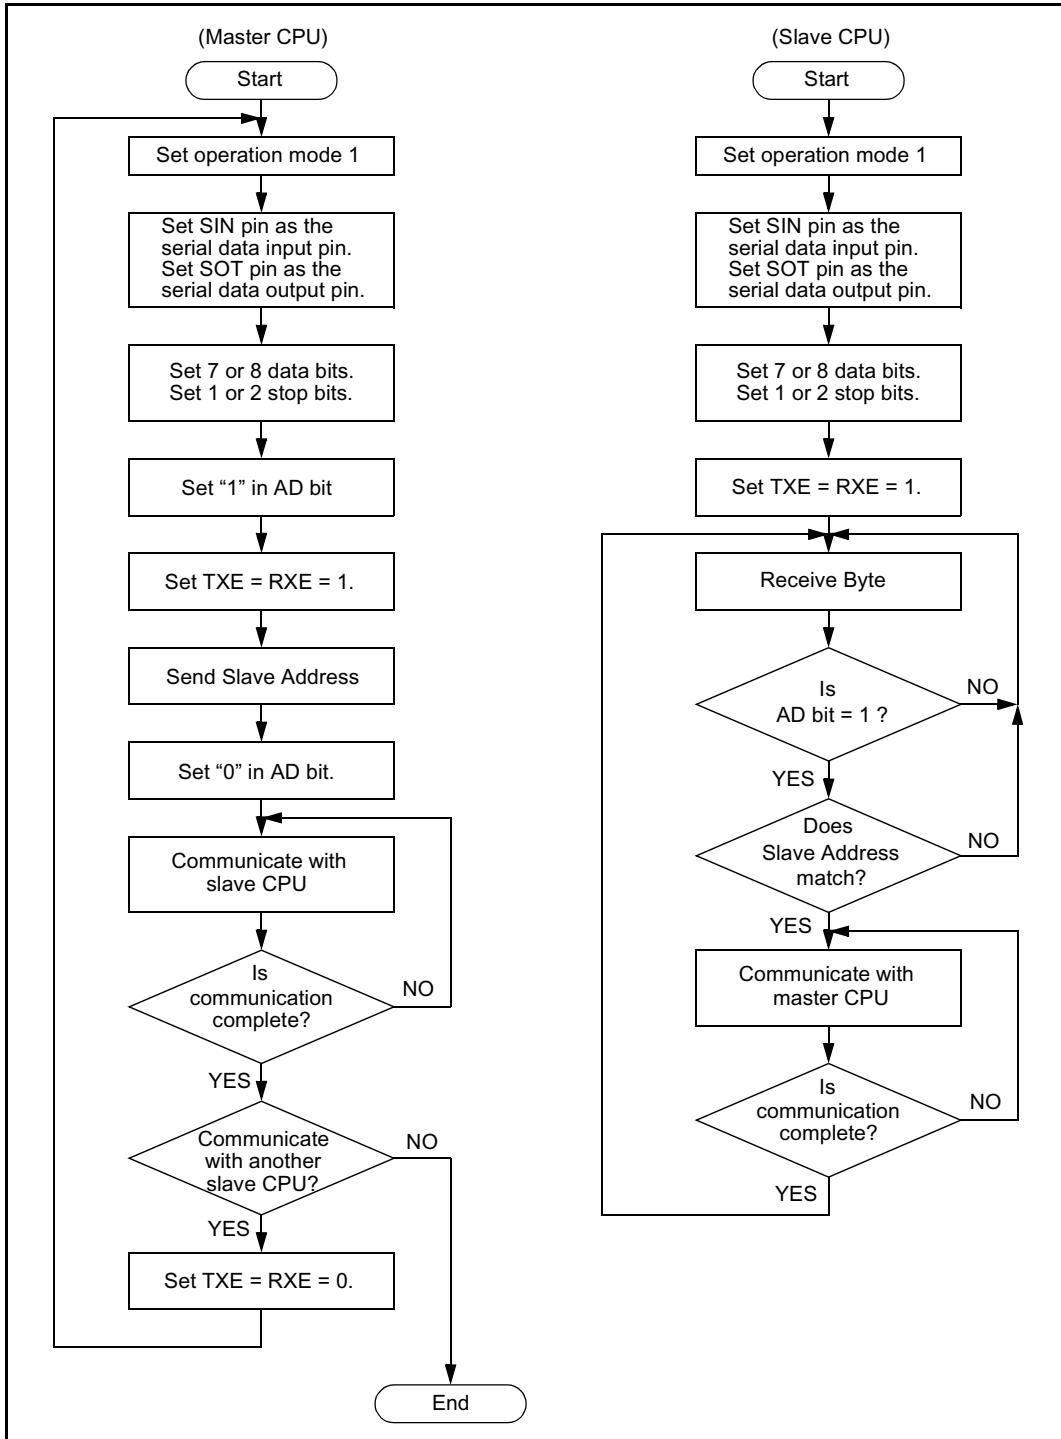 (Master CPU)
Start
Set operation mode 1
Set SIN pin as the
serial data input pin.
Set SOT pin as the
serial data output pin.
Set 7 or 8 data bits.
Set 1 or 2 stop bits.
Set “1” in AD bit
Set TXE = RXE = 1.
Send Slave Address
Set “0” in AD bit.
Communicate with
slave CPU
Is
communication
complete?
NO
YES
Communicate
with another
slave CPU?
NO
YES
Set TXE = RXE = 0.
End
(Slave CPU)
Start
Set operation mode 1
Set SIN pin as the
serial data input pin.
Set SOT pin as the
serial data output pin.
Set 7 or 8 data bits.
Set 1 or 2 stop bits.
Set TXE = RXE = 1.
Receive Byte
Is
AD bit = 1 ?
NO
YES
Does
Slave Address
match?
NO
YES
Communicate with
master CPU
Is
communication
complete?
NO
YES